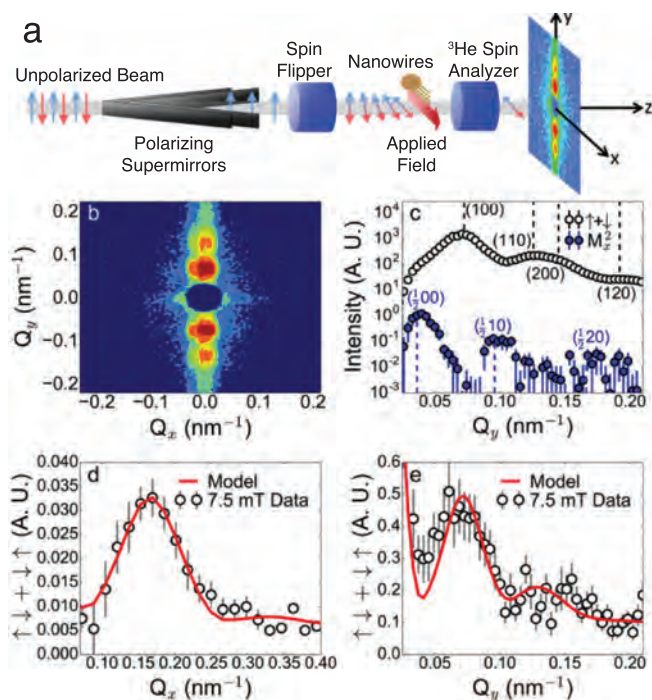 a
Unpolarized Beam
Polarizing
Supermirrors
Spin
Flipper
Nanowires
Applied
Field
³He Spin
Analyzer
y
z
x
b
Q_y (nm⁻¹)
0.2
0.1
0.0
−0.1
−0.2
−0.2 −0.1 0.0 0.1 0.2
Q_x (nm⁻¹)
c
Intensity (A. U.)
10⁴
10³
10²
10¹
10⁰
10⁻¹
10⁻²
10⁻³
(100)
(110)
(200)
(120)
↑+↓
M_z²
(½00)
(½10)
(½20)
0.05 0.10 0.15 0.20
Q_y (nm⁻¹)
d
↑↓ + ↓↑ (A. U.)
0.040
0.035
0.030
0.025
0.020
0.015
0.010
0.005
0.000
Model
7.5 mT Data
0.10 0.15 0.20 0.25 0.30 0.35 0.40
Q_x (nm⁻¹)
e
↑↓ + ↓↑ (A. U.)
0.6
0.5
0.4
0.3
0.2
0.1
0.0
Model
7.5 mT Data
0.05 0.10 0.15 0.20
Q_y (nm⁻¹)